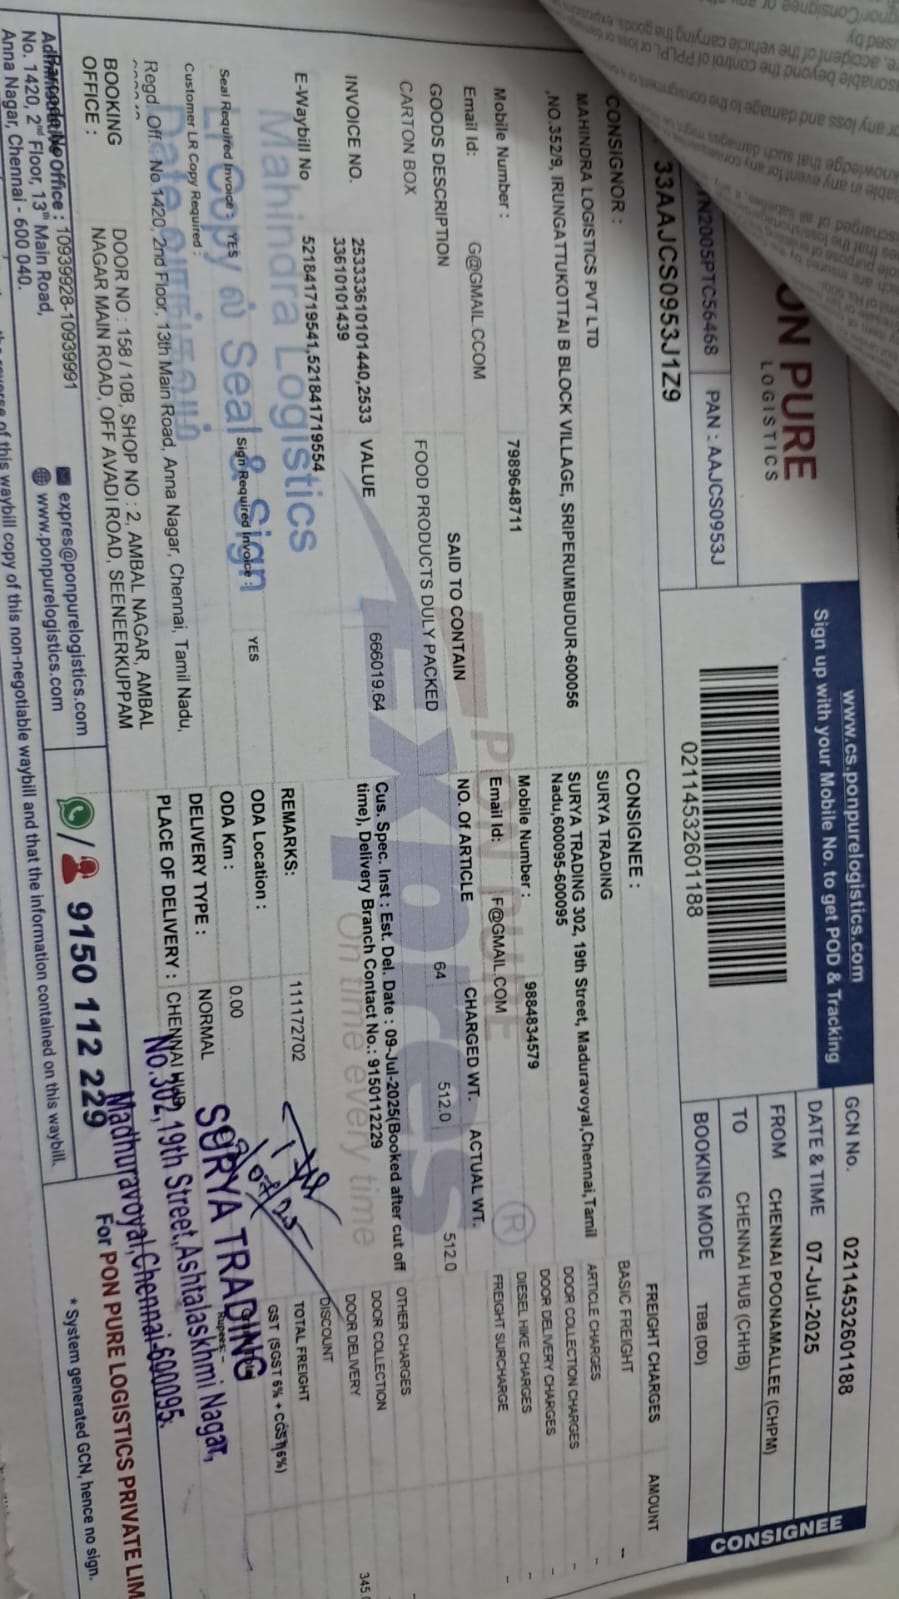 ON PURE
LOGISTICS
www.cs.ponpurelogistics.com
Sign up with your Mobile No. to get POD & Tracking
GCN No. 0211453260188
DATE & TIME 07-Jul-2025
FROM CHENNAI POONAMALLEE (CHPM)
TO CHENNAI HUB (CHHB)
BOOKING MODE TBB (DD)
CONSIGNEE
PAN : AAJCS0953J
33AAJCS0953J1Z9
02114532601188
CONSIGNOR :
MAHINDRA LOGISTICS PVT LTD
,NO.352/9, IRUNGATTUKOTTAI B BLOCK VILLAGE, SRIPERUMBUDUR-600056
Mobile Number : 7989648711
Email Id: G@GMAIL.CCOM
CONSIGNEE :
SURYA TRADING
SURYA TRADING 302, 19th Street, Maduravoyal,Chennai,Tamil
Nadu,600095-600095
Mobile Number : 9884834579
Email Id: F@GMAIL.COM
GOODS DESCRIPTION SAID TO CONTAIN NO. Of ARTICLE CHARGED WT. ACTUAL WT.
CARTON BOX FOOD PRODUCTS DULY PACKED 64 512.0 512.0
INVOICE NO. 25333610101440,2533
33610101439
VALUE 666019.64
Cus. Spec. Inst : Est. Del. Date : 09-Jul-2025(Booked after cut off
time), Delivery Branch Contact No.: 9150112229
E-Waybill No 521841719541,521841719554
REMARKS: 111172702
Mahindra Logistics
Seal Required Invoice : YES
Sign Required Invoice : YES
LR Copy ல் Seal & Sign
Customer LR Copy Required :
ODA Location :
ODA Km : 0.00
DELIVERY TYPE : NORMAL
PLACE OF DELIVERY : CHENNAI HUB
Regd. Off. No 1420, 2nd Floor, 13th Main Road, Anna Nagar, Chennai, Tamil Nadu,
BOOKING
OFFICE :
DOOR NO : 158 / 10B, SHOP NO : 2, AMBAL NAGAR, AMBAL
NAGAR MAIN ROAD, OFF AVADI ROAD, SEENEERKUPPAM
FREIGHT CHARGES AMOUNT
BASIC FREIGHT --
ARTICLE CHARGES -
DOOR COLLECTION CHARGES -
DOOR DELIVERY CHARGES -
DIESEL HIKE CHARGES -
FREIGHT SURCHARGE -
OTHER CHARGES
DOOR COLLECTION
DOOR DELIVERY
DISCOUNT
TOTAL FREIGHT
GST (SGST 6% + CGST 6%)
PON PURE
Expres
On time every time
SURYA TRADING
No.302,19th Street,Ashtalaskhmi Nagar,
Madhuravoyal,Chennai-600095.
For PON PURE LOGISTICS PRIVATE LIM
* System generated GCN, hence no sign.
No. 1420, 2nd Floor, 13th Main Road,
Anna Nagar, Chennai - 600 040.
10939928-10939991
expres@ponpurelogistics.com
www.ponpurelogistics.com
/ 9150 112 229
of this waybill copy of this non-negotiable waybill and that the information contained on this waybill.